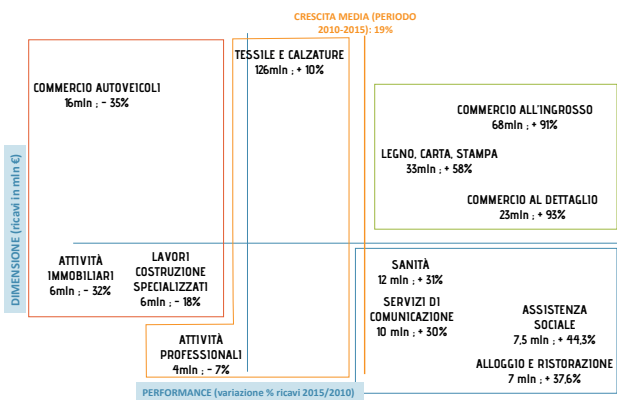 CRESCITA MEDIA (PERIODO
2010-2015): 19%
TESSILE E CALZATURE
126mln ; + 10%
COMMERCIO AUTOVEICOLI
16mln ; - 35%
COMMERCIO ALL'INGROSSO
68mln ; + 91%
LEGNO, CARTA, STAMPA
33mln ; + 58%
COMMERCIO AL DETTAGLIO
23mln ; + 93%
DIMENSIONE (ricavi in mln €)
ATTIVITÀ
IMMOBILIARI
6mln ; - 32%
LAVORI
COSTRUZIONE
SPECIALIZZATI
6mln ; - 18%
SANITÀ
12 mln ; + 31%
SERVIZI DI
COMUNICAZIONE
10 mln ; + 30%
ASSISTENZA
SOCIALE
7,5 mln ; + 44,3%
ATTIVITÀ
PROFESSIONALI
4mln ; - 7%
ALLOGGIO E RISTORAZIONE
7 mln ; + 37,6%
PERFORMANCE (variazione % ricavi 2015/2010)